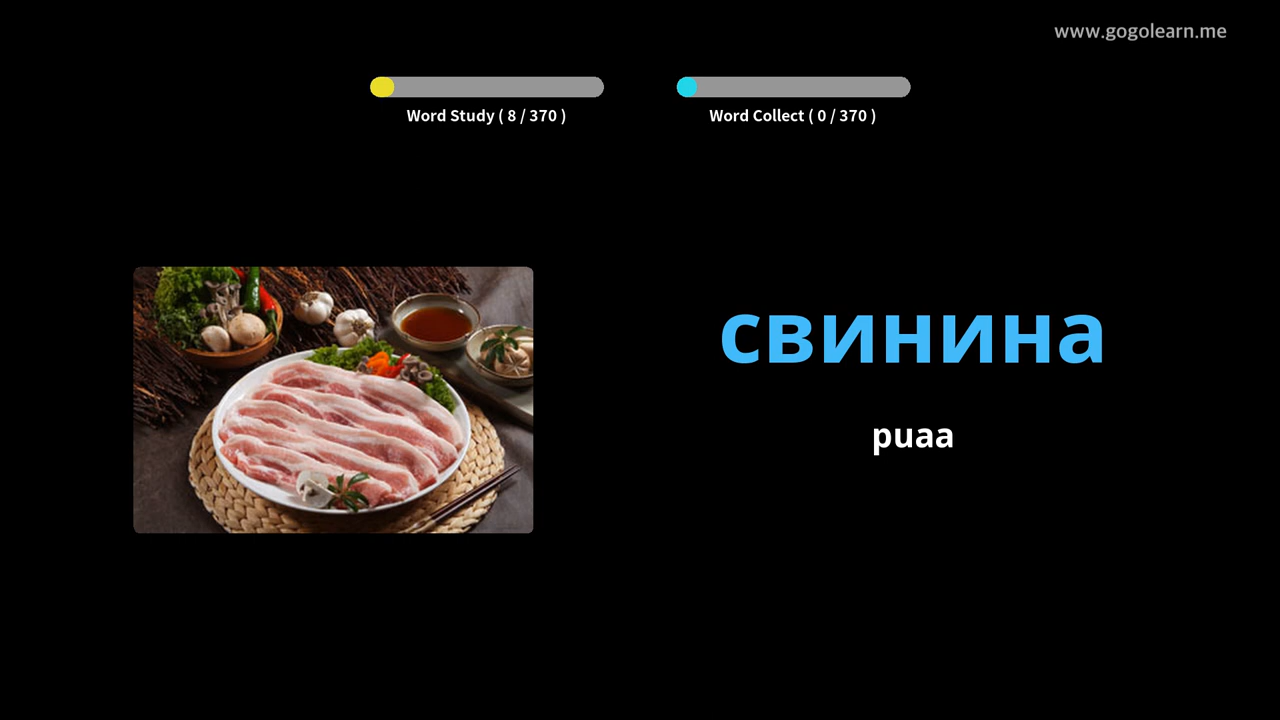 www.gogolearn.me
Word Study ( 8 / 370 )
Word Collect ( 0 / 370 )
свинина
puaa